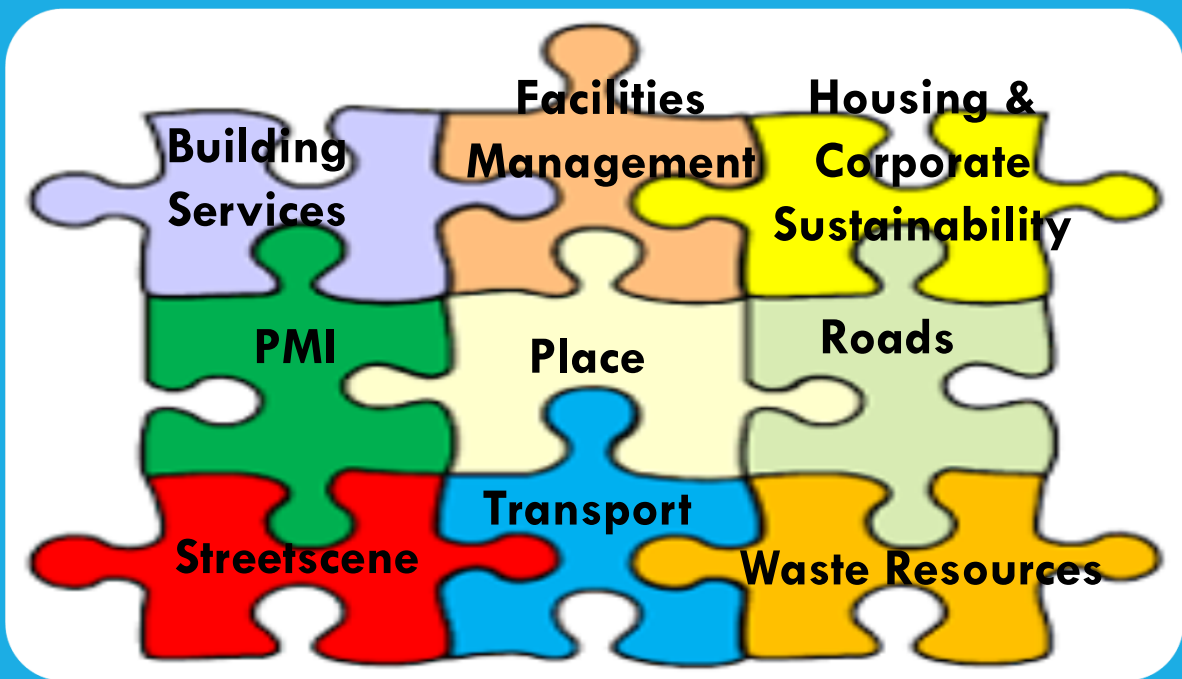 Building
Services
Facilities
Management
Housing &
Corporate
Sustainability
PMI
Place
Roads
Streetscene
Transport
Waste Resources